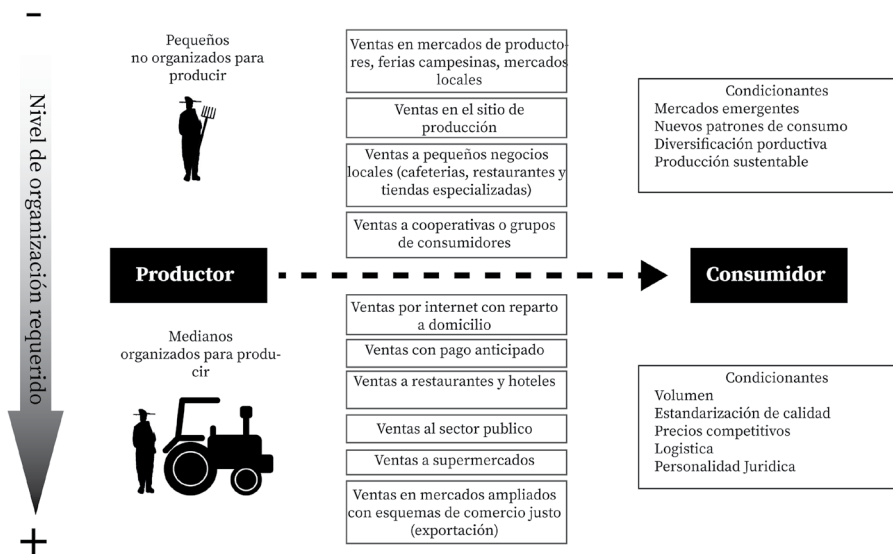 -
Nivel de organización requerido
+
Pequeños
no organizados para
producir
Productor
Medianos
organizados para produ-
cir
Ventas en mercados de producto-
res, ferias campesinas, mercados
locales
Ventas en el sitio de
producción
Ventas a pequeños negocios
locales (cafeterias, restaurantes y
tiendas especializadas)
Ventas a cooperativas o grupos
de consumidores
Ventas por internet con reparto
a domicilio
Ventas con pago anticipado
Ventas a restaurantes y hoteles
Ventas al sector publico
Ventas a supermercados
Ventas en mercados ampliados
con esquemas de comercio justo
(exportación)
Condicionantes
Mercados emergentes
Nuevos patrones de consumo
Diversificación porductiva
Producción sustentable
Consumidor
Condicionantes
Volumen
Estandarización de calidad
Precios competitivos
Logistica
Personalidad Juridica